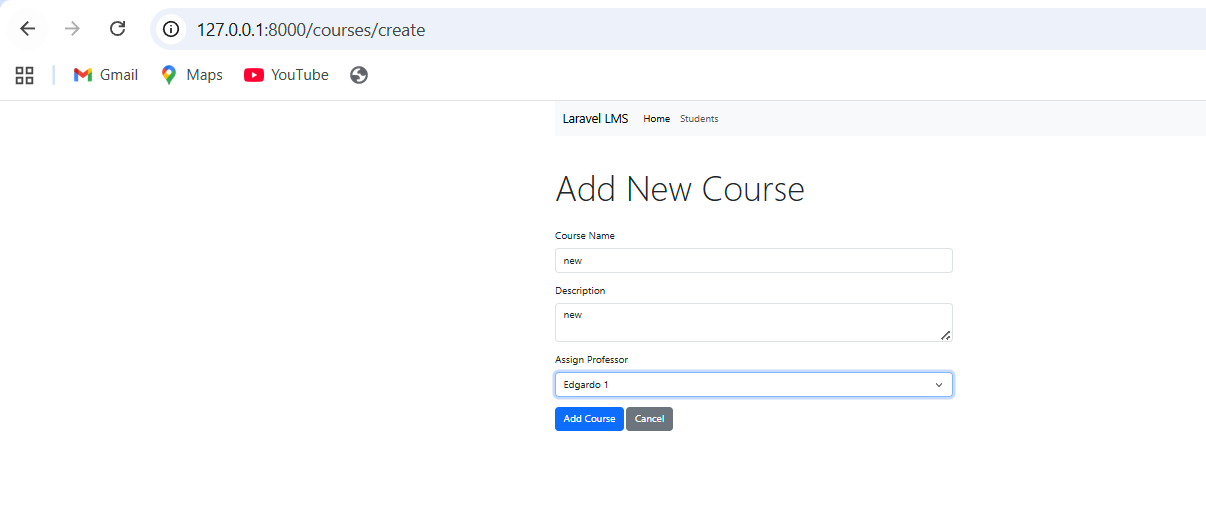 127.0.0.1:8000/courses/create
Gmail Maps YouTube
Laravel LMS Home Students
Add New Course
Course Name
new
Description
new
Assign Professor
Edgardo 1
Add Course Cancel